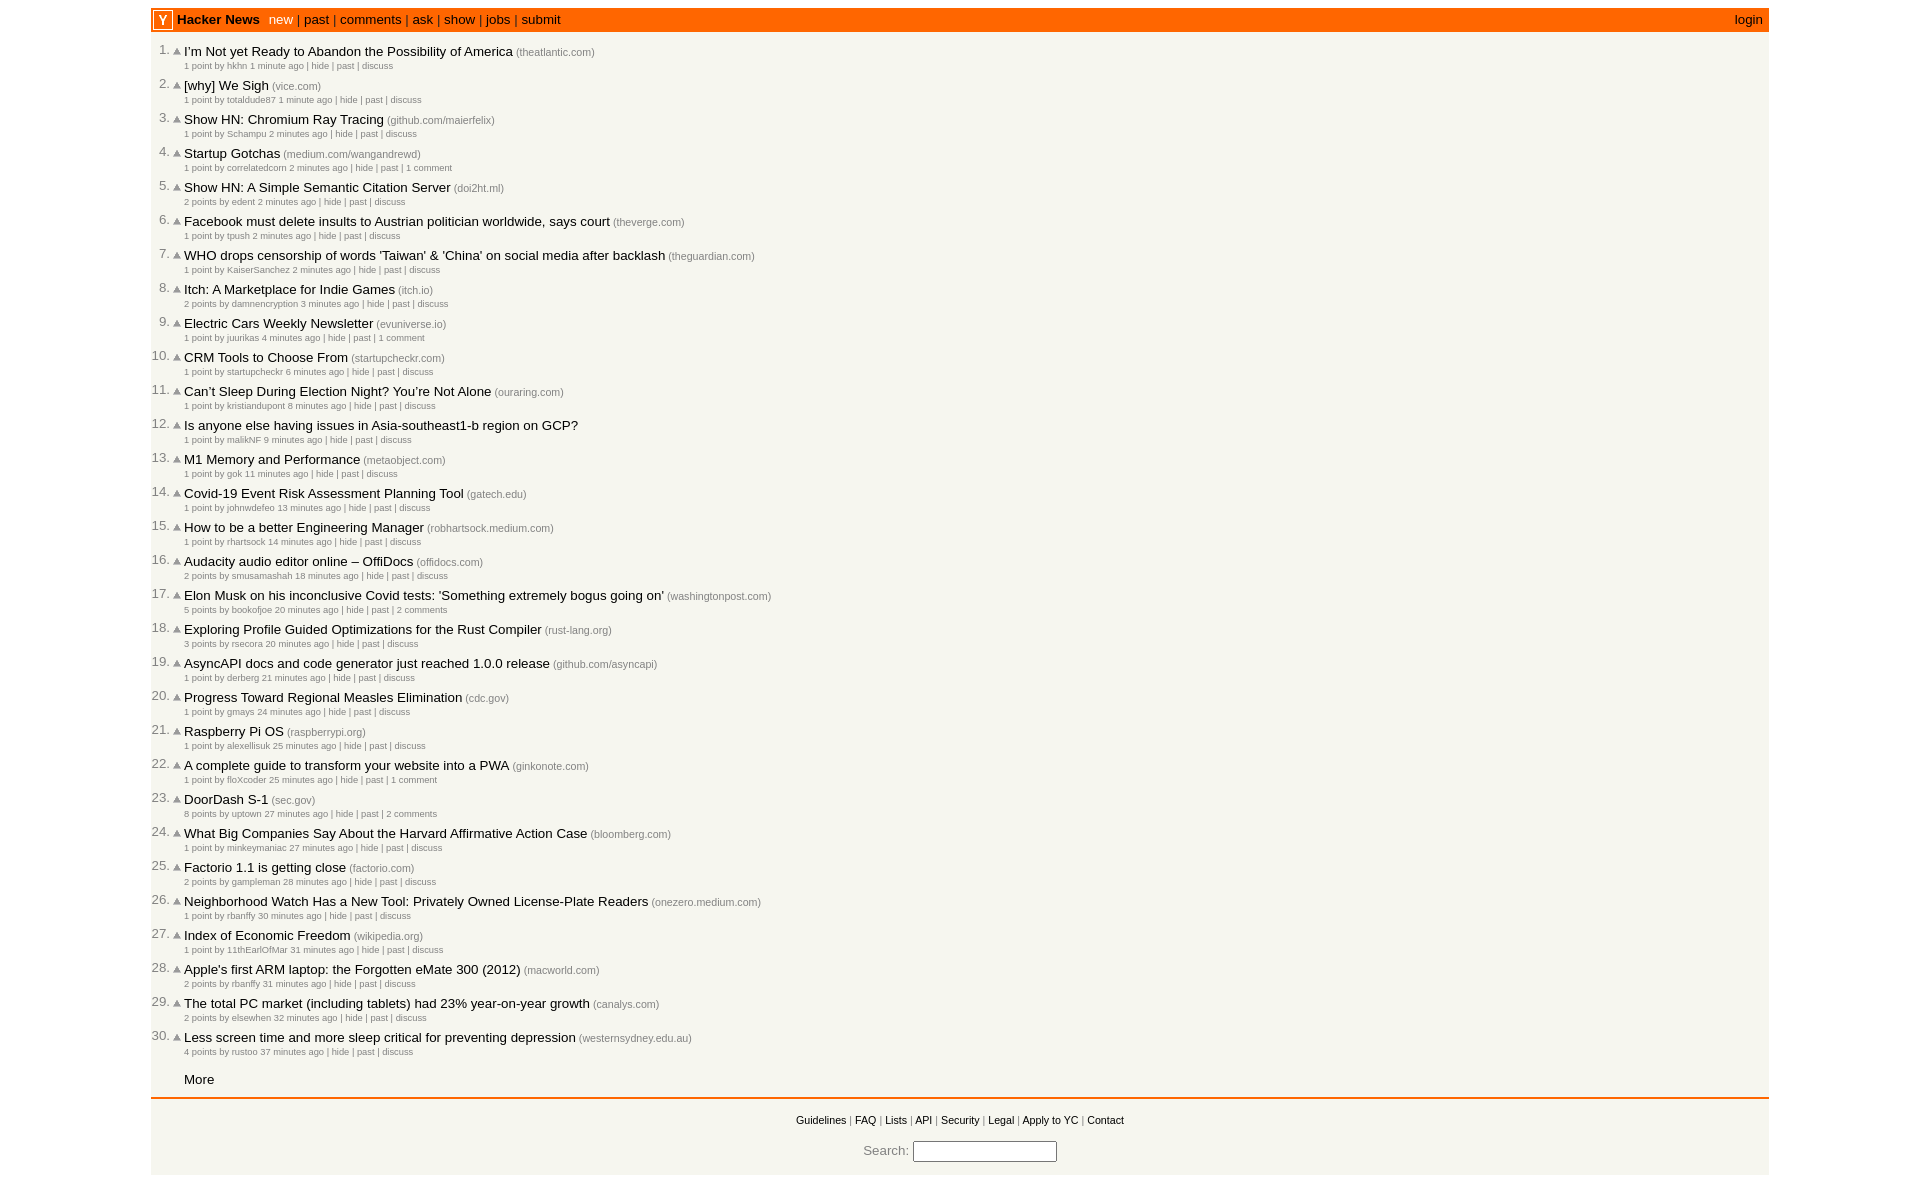 Y Hacker News new | past | comments | ask | show | jobs | submit login
1. I'm Not yet Ready to Abandon the Possibility of America (theatlantic.com)
1 point by hkhn 1 minute ago | hide | past | discuss
2. [why] We Sigh (vice.com)
1 point by totaldude87 1 minute ago | hide | past | discuss
3. Show HN: Chromium Ray Tracing (github.com/maierfelix)
1 point by Schampu 2 minutes ago | hide | past | discuss
4. Startup Gotchas (medium.com/wangandrewd)
1 point by correlatedcom 2 minutes ago | hide | past | 1 comment
5. Show HN: A Simple Semantic Citation Server (doi2ht.ml)
2 points by edent 2 minutes ago | hide | past | discuss
6. Facebook must delete insults to Austrian politician worldwide, says court (theverge.com)
1 point by tpush 2 minutes ago | hide | past | discuss
7. WHO drops censorship of words 'Taiwan' & 'China' on social media after backlash (theguardian.com)
1 point by KaiserSanchez 2 minutes ago | hide | past | discuss
8. Itch: A Marketplace for Indie Games (itch.io)
2 points by damnencryption 3 minutes ago | hide | past | discuss
9. Electric Cars Weekly Newsletter (evuniverse.io)
1 point by juurikas 4 minutes ago | hide | past | 1 comment
10. CRM Tools to Choose From (startupcheckr.com)
1 point by startupcheckr 6 minutes ago | hide | past | discuss
11. Can't Sleep During Election Night? You're Not Alone (ouraring.com)
1 point by kristiandupont 8 minutes ago | hide | past | discuss
12. Is anyone else having issues in Asia-southeast1-b region on GCP?
1 point by malikNF 9 minutes ago | hide | past | discuss
13. M1 Memory and Performance (metaobject.com)
1 point by gok 11 minutes ago | hide | past | discuss
14. Covid-19 Event Risk Assessment Planning Tool (gatech.edu)
1 point by johnwdefeo 13 minutes ago | hide | past | discuss
15. How to be a better Engineering Manager (robhartsock.medium.com)
1 point by rhartsock 14 minutes ago | hide | past | discuss
16. Audacity audio editor online – OffiDocs (offidocs.com)
2 points by smusamashah 18 minutes ago | hide | past | discuss
17. Elon Musk on his inconclusive Covid tests: 'Something extremely bogus going on' (washingtonpost.com)
5 points by bookofjoe 20 minutes ago | hide | past | 2 comments
18. Exploring Profile Guided Optimizations for the Rust Compiler (rust-lang.org)
3 points by rsecora 20 minutes ago | hide | past | discuss
19. AsyncAPI docs and code generator just reached 1.0.0 release (github.com/asyncapi)
1 point by derberg 21 minutes ago | hide | past | discuss
20. Progress Toward Regional Measles Elimination (cdc.gov)
1 point by gmays 24 minutes ago | hide | past | discuss
21. Raspberry Pi OS (raspberrypi.org)
1 point by alexellisuk 25 minutes ago | hide | past | discuss
22. A complete guide to transform your website into a PWA (ginkonote.com)
1 point by floXcoder 25 minutes ago | hide | past | 1 comment
23. DoorDash S-1 (sec.gov)
8 points by uptown 27 minutes ago | hide | past | 2 comments
24. What Big Companies Say About the Harvard Affirmative Action Case (bloomberg.com)
1 point by minkeymaniac 27 minutes ago | hide | past | discuss
25. Factorio 1.1 is getting close (factorio.com)
2 points by gampleman 28 minutes ago | hide | past | discuss
26. Neighborhood Watch Has a New Tool: Privately Owned License-Plate Readers (onezero.medium.com)
1 point by rbanffy 30 minutes ago | hide | past | discuss
27. Index of Economic Freedom (wikipedia.org)
1 point by 11thEarlOfMar 31 minutes ago | hide | past | discuss
28. Apple's first ARM laptop: the Forgotten eMate 300 (2012) (macworld.com)
2 points by rbanffy 31 minutes ago | hide | past | discuss
29. The total PC market (including tablets) had 23% year-on-year growth (canalys.com)
2 points by elsewhen 32 minutes ago | hide | past | discuss
30. Less screen time and more sleep critical for preventing depression (westernsydney.edu.au)
4 points by rustoo 37 minutes ago | hide | past | discuss
More
Guidelines | FAQ | Lists | API | Security | Legal | Apply to YC | Contact
Search: